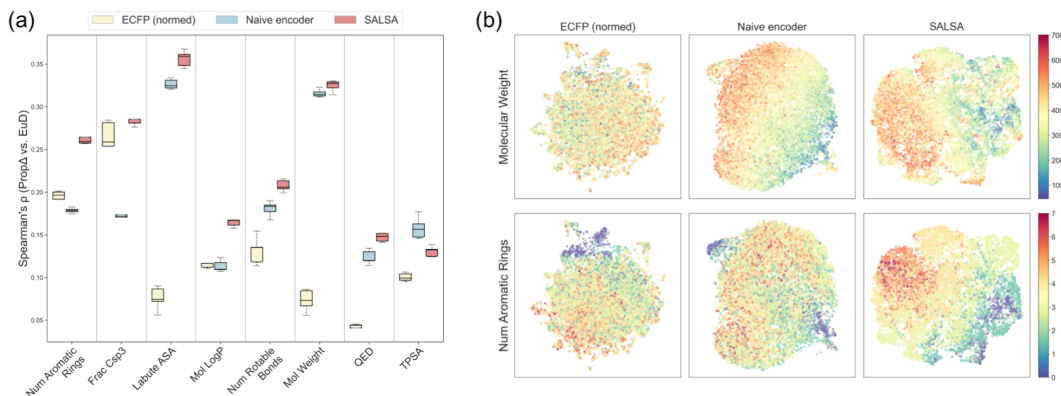 (a)
ECFP (normed) Naive encoder SALSA
Spearman's ρ (PropΔ vs. EuD)
0.35
0.30
0.25
0.20
0.15
0.10
0.05
Num Aromatic
Rings
Frac Csp3
Labute ASA
Mol LogP
Num Rotable
Bonds
Mol Weight
QED
TPSA
(b)
ECFP (normed) Naive encoder SALSA
Molecular Weight
700
600
500
400
300
200
100
Num Aromatic Rings
7
6
5
4
3
2
1
0